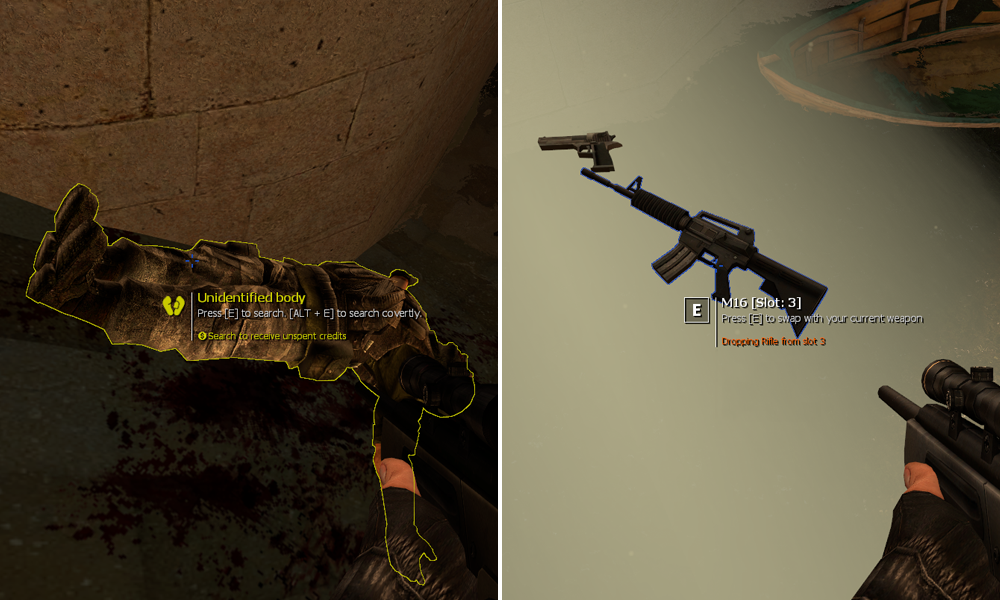 Unidentified body
Press [E] to search. [ALT + E] to search covertly.
Search to receive unspent credits
E
M16 [Slot: 3]
Press [E] to swap with your current weapon
Dropping Rifle from slot 3